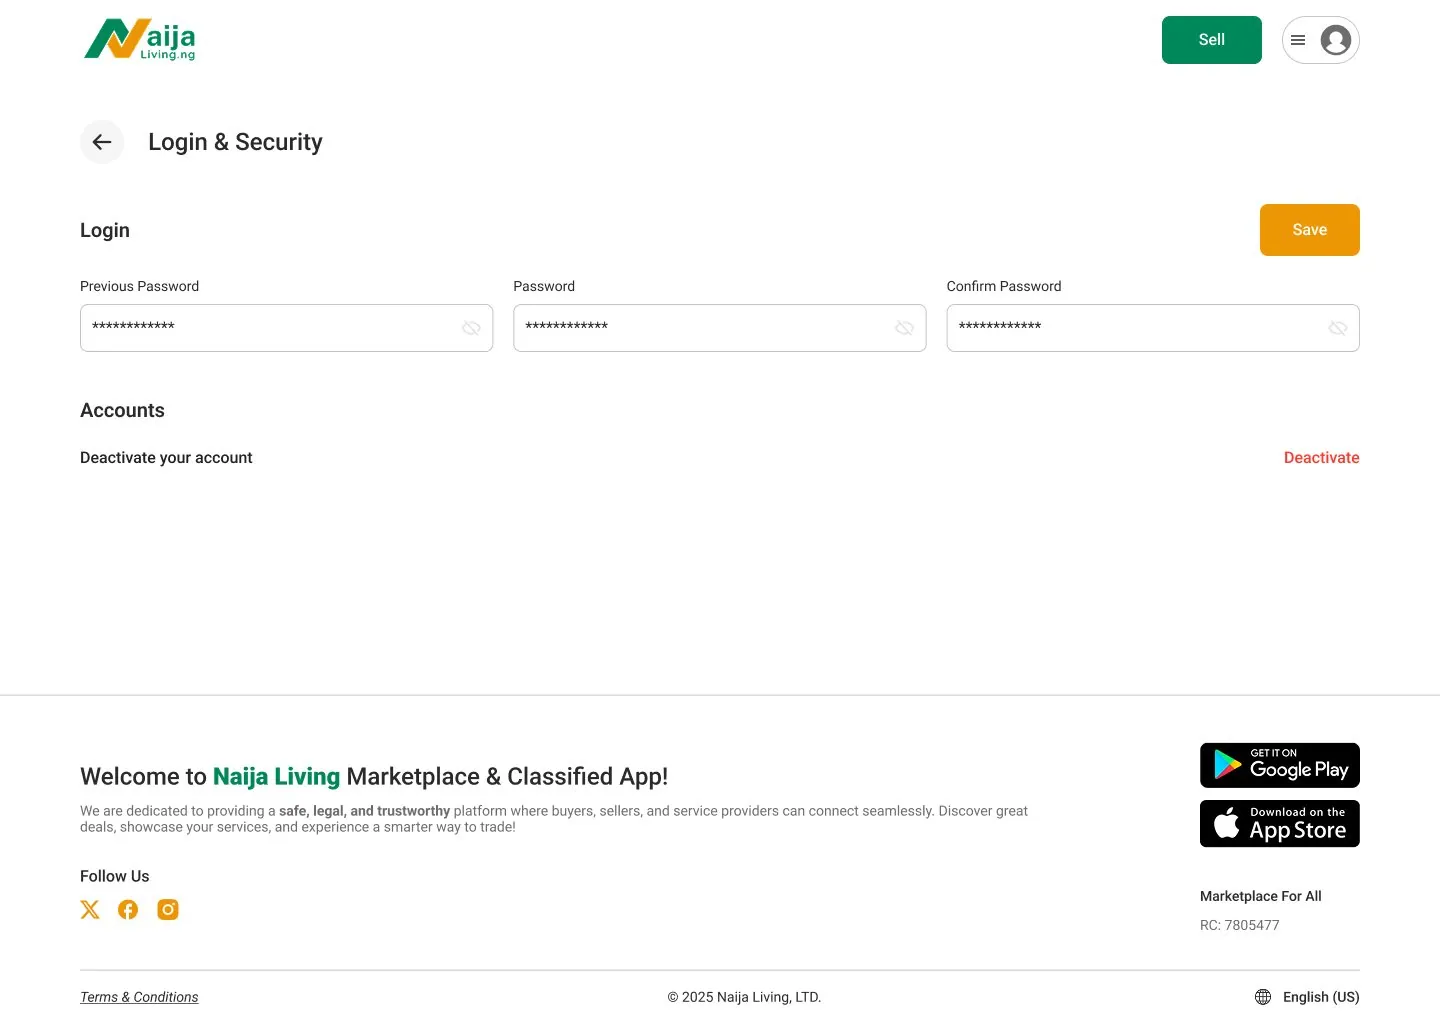 Naija
Living.ng
Sell
Login & Security
Login
Save
Previous Password
Password
Confirm Password
************
************
************
Accounts
Deactivate your account
Deactivate
Welcome to Naija Living Marketplace & Classified App!
We are dedicated to providing a safe, legal, and trustworthy platform where buyers, sellers, and service providers can connect seamlessly. Discover great
deals, showcase your services, and experience a smarter way to trade!
Follow Us
GET IT ON
Google Play
Download on the
App Store
Marketplace For All
RC: 7805477
Terms & Conditions
© 2025 Naija Living, LTD.
English (US)